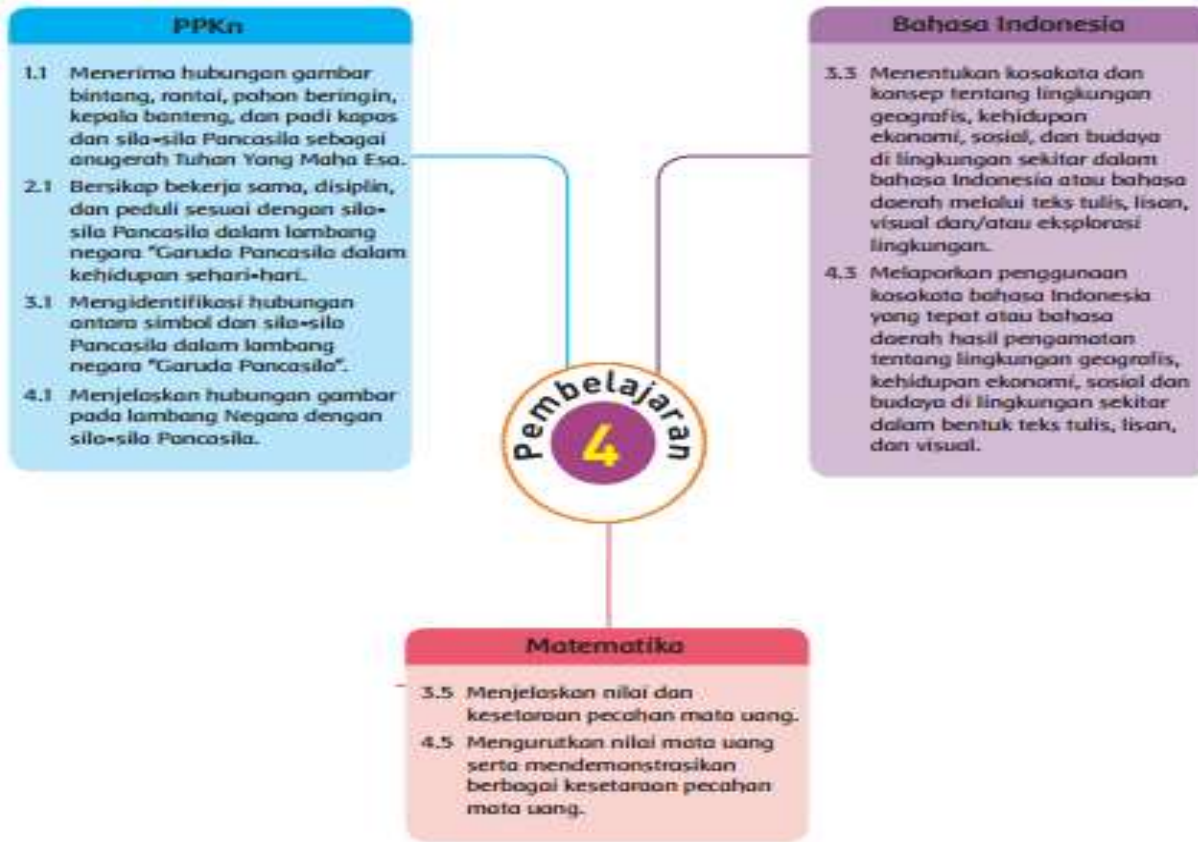 PPKn
1.1 Menerima hubungan gambar
bintang, rantai, pohon beringin,
kepala banteng, dan padi kapas
dan sila-sila Pancasila sebagai
anugerah Tuhan Yang Maha Esa.
2.1 Bersikap bekerja sama, disiplin,
dan peduli sesuai dengan sila-
sila Pancasila dalam lambang
negara "Garuda Pancasila dalam
kehidupan sehari-hari.
3.1 Mengidentifikasi hubungan
antara simbol dan sila-sila
Pancasila dalam lambang
negara "Garuda Pancasila".
4.1 Menjelaskan hubungan gambar
pada lambang Negara dengan
sila-sila Pancasila.
Bahasa Indonesia
3.3 Menentukan kosakata dan
konsep tentang lingkungan
geografis, kehidupan
ekonomi, sosial, dan budaya
di lingkungan sekitar dalam
bahasa Indonesia atau bahasa
daerah melalui teks tulis, lisan,
visual dan/atau eksplorasi
lingkungan.
4.3 Melaporkan penggunaan
kosakata bahasa Indonesia
yang tepat atau bahasa
daerah hasil pengamatan
tentang lingkungan geografis,
kehidupan ekonomi, sosial dan
budaya di lingkungan sekitar
dalam bentuk teks tulis, lisan,
dan visual.
Pembelajaran
4
Matematika
3.5 Menjelaskan nilai dan
kesetaraan pecahan mata uang.
4.5 Mengurutkan nilai mata uang
serta mendemonstrasikan
berbagai kesetaraan pecahan
mata uang.